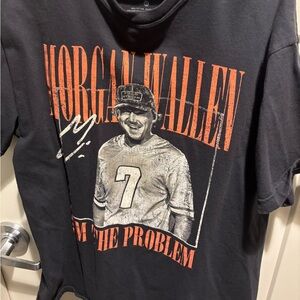 MORGAN WALLEN
7
I'M THE PROBLEM